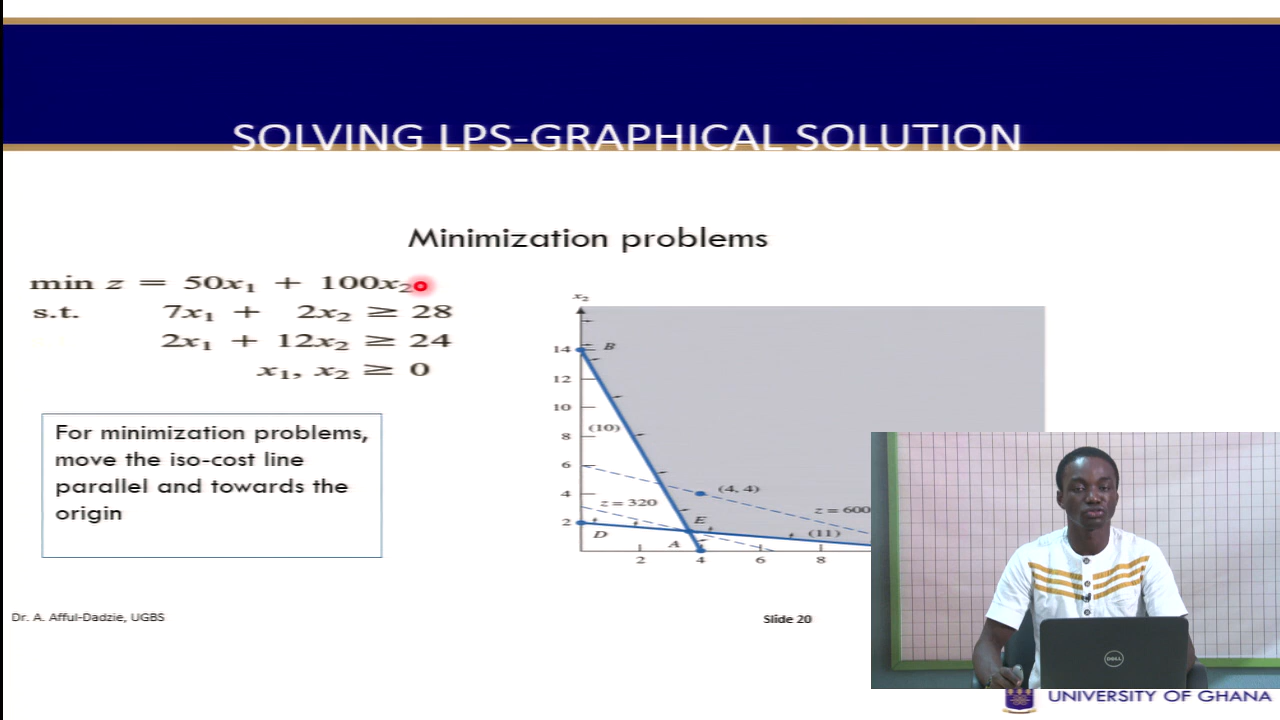 SOLVING LPS-GRAPHICAL SOLUTION
Minimization problems
min z = 50x₁ + 100x₂
s.t. 7x₁ + 2x₂ ≥ 28
2x₁ + 12x₂ ≥ 24
x₁, x₂ ≥ 0
For minimization problems,
move the iso-cost line
parallel and towards the
origin
x₂
14
B
12
10
(10)
8
6
4
(4, 4)
z = 320
z = 600
2
E
D
A
(11)
2 4 6 8
Dr. A. Afful-Dadzie, UGBS
Slide 20
DELL
UNIVERSITY OF GHANA